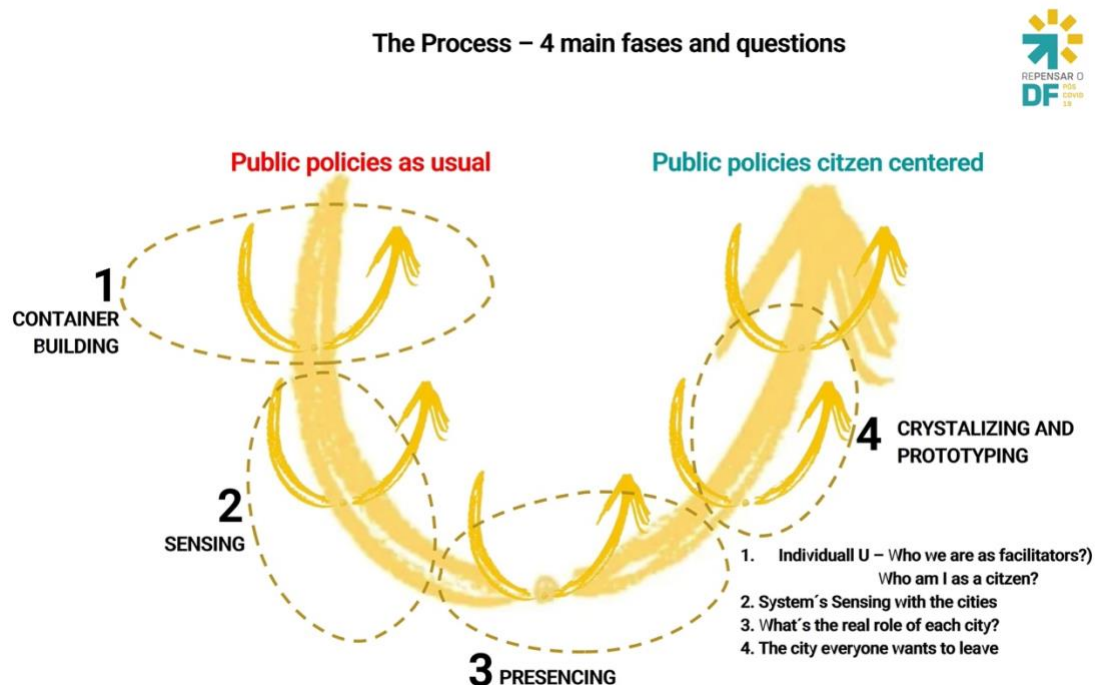 The Process – 4 main fases and questions
REPENSAR O
DF PÓS
COVID
19
Public policies as usual
Public policies citzen centered
1
CONTAINER
BUILDING
2
SENSING
3 PRESENCING
4 CRYSTALIZING AND
PROTOTYPING
1. Individuall U – Who we are as facilitators?)
Who am I as a citzen?
2. System´s Sensing with the cities
3. What´s the real role of each city?
4. The city everyone wants to leave